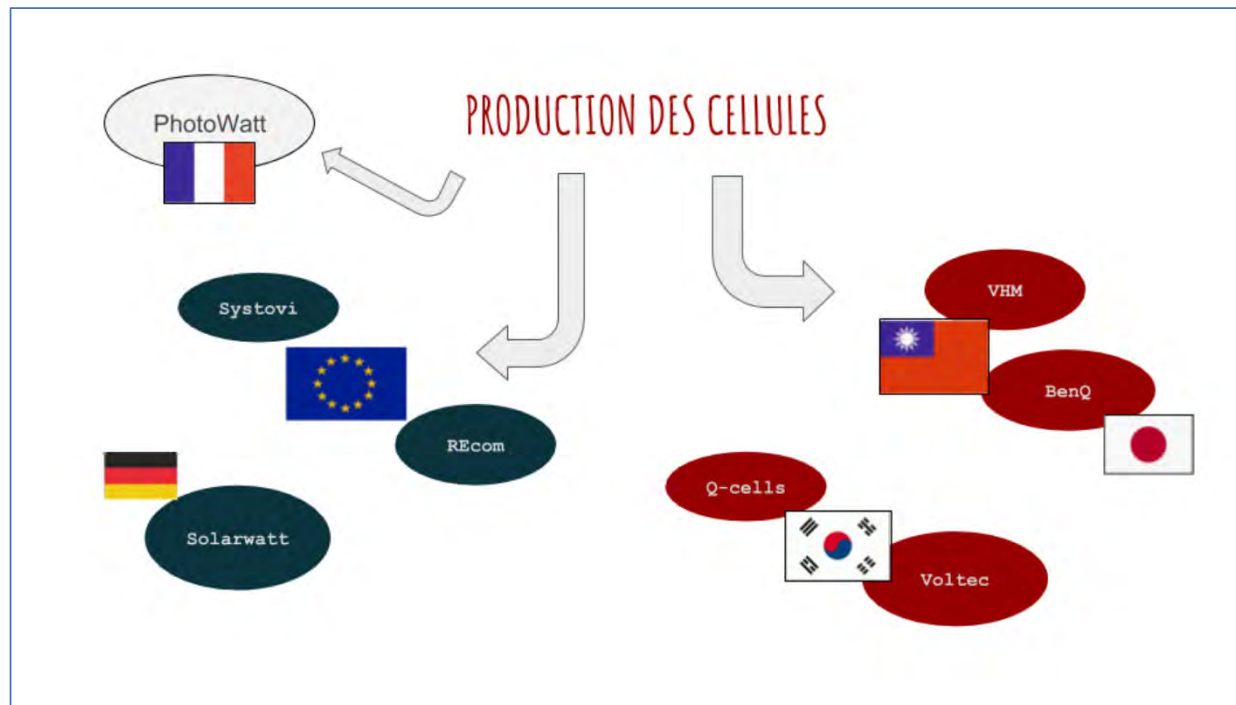 PhotoWatt
PRODUCTION DES CELLULES
Systovi
VHM
BenQ
REcom
Q-cells
Solarwatt
Voltec